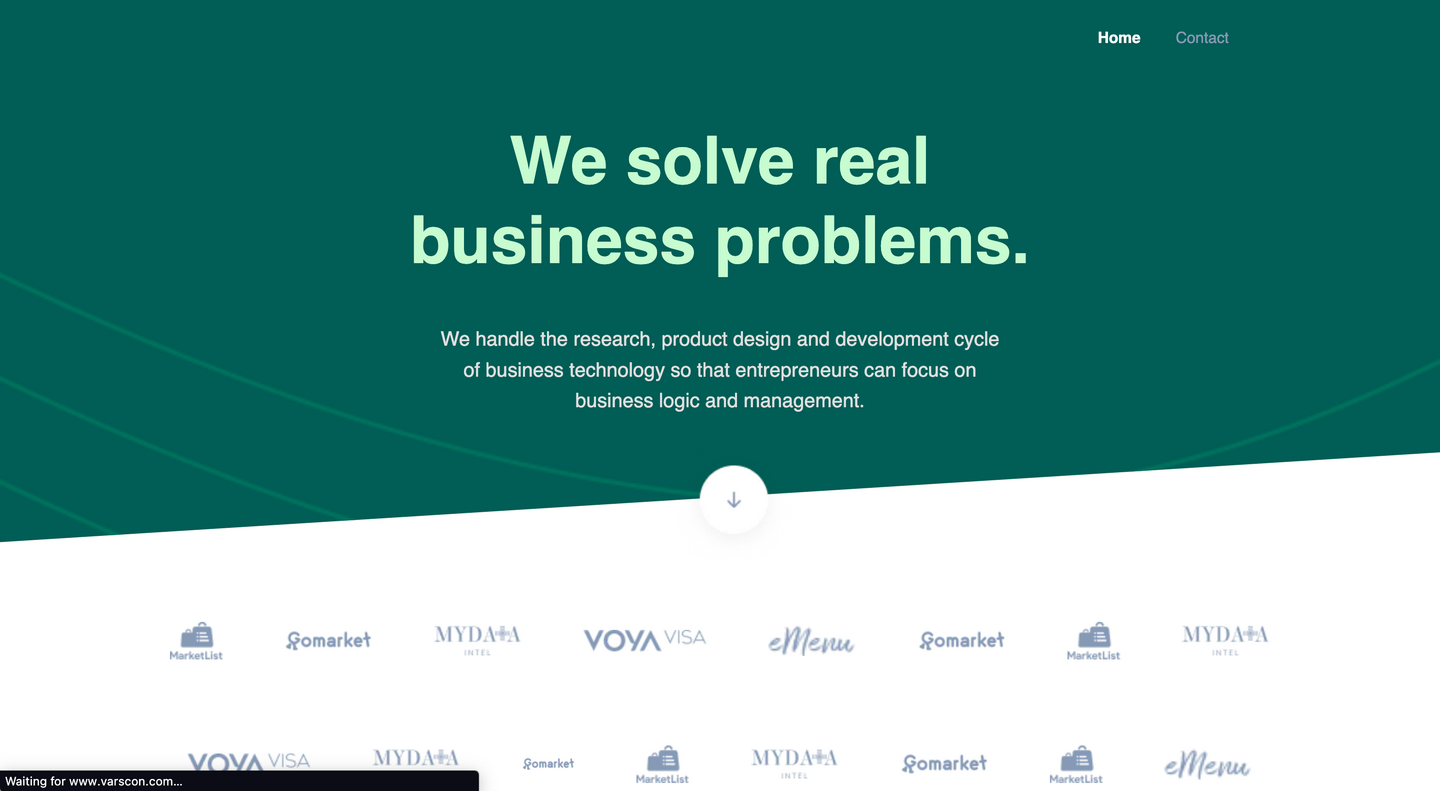 Home Contact
We solve real
business problems.
We handle the research, product design and development cycle
of business technology so that entrepreneurs can focus on
business logic and management.
MarketList Gomarket MYDATA INTEL VOYA VISA eMenu Gomarket MarketList MYDATA INTEL
VOYA VISA MYDATA Gomarket MarketList MYDATA INTEL Gomarket MarketList eMenu
Waiting for www.varscon.com...